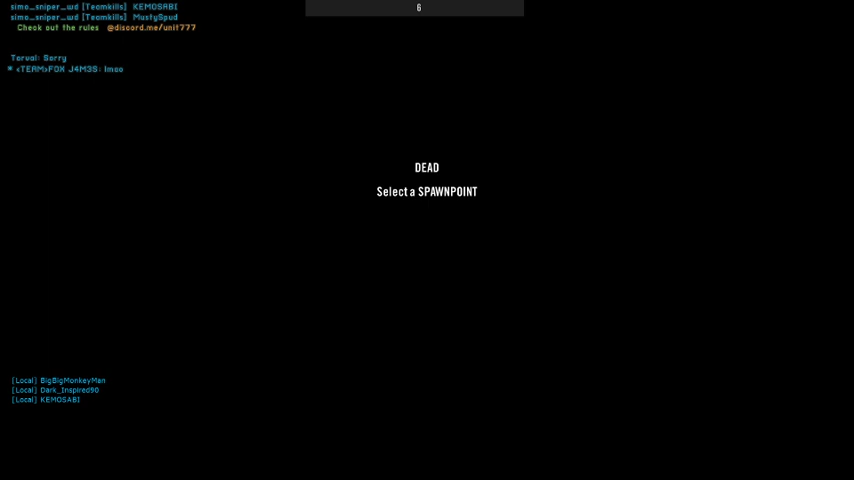 simo_sniper_wd [Teamkills] KEMOSABI
simo_sniper_wd [Teamkills] MustySpud
Check out the rules @discord.me/unit777
6
Torval: Sorry
* <TEAM>FOX J4M3S: lmao
DEAD
Select a SPAWNPOINT
[Local] BigBigMonkeyMan
[Local] Dark_Inspired90
[Local] KEMOSABI